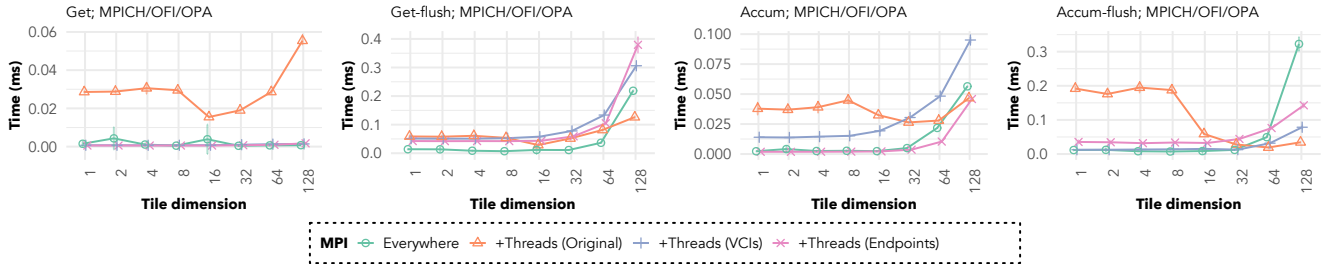 Get; MPICH/OFI/OPA
Time (ms)
0.06
0.04
0.02
0.00
1 2 4 8 16 32 64 128
Tile dimension
Get-flush; MPICH/OFI/OPA
Time (ms)
0.4
0.3
0.2
0.1
0.0
1 2 4 8 16 32 64 128
Tile dimension
Accum; MPICH/OFI/OPA
Time (ms)
0.100
0.075
0.050
0.025
0.000
1 2 4 8 16 32 64 128
Tile dimension
Accum-flush; MPICH/OFI/OPA
Time (ms)
0.3
0.2
0.1
0.0
1 2 4 8 16 32 64 128
Tile dimension
MPI Everywhere +Threads (Original) +Threads (VCIs) +Threads (Endpoints)